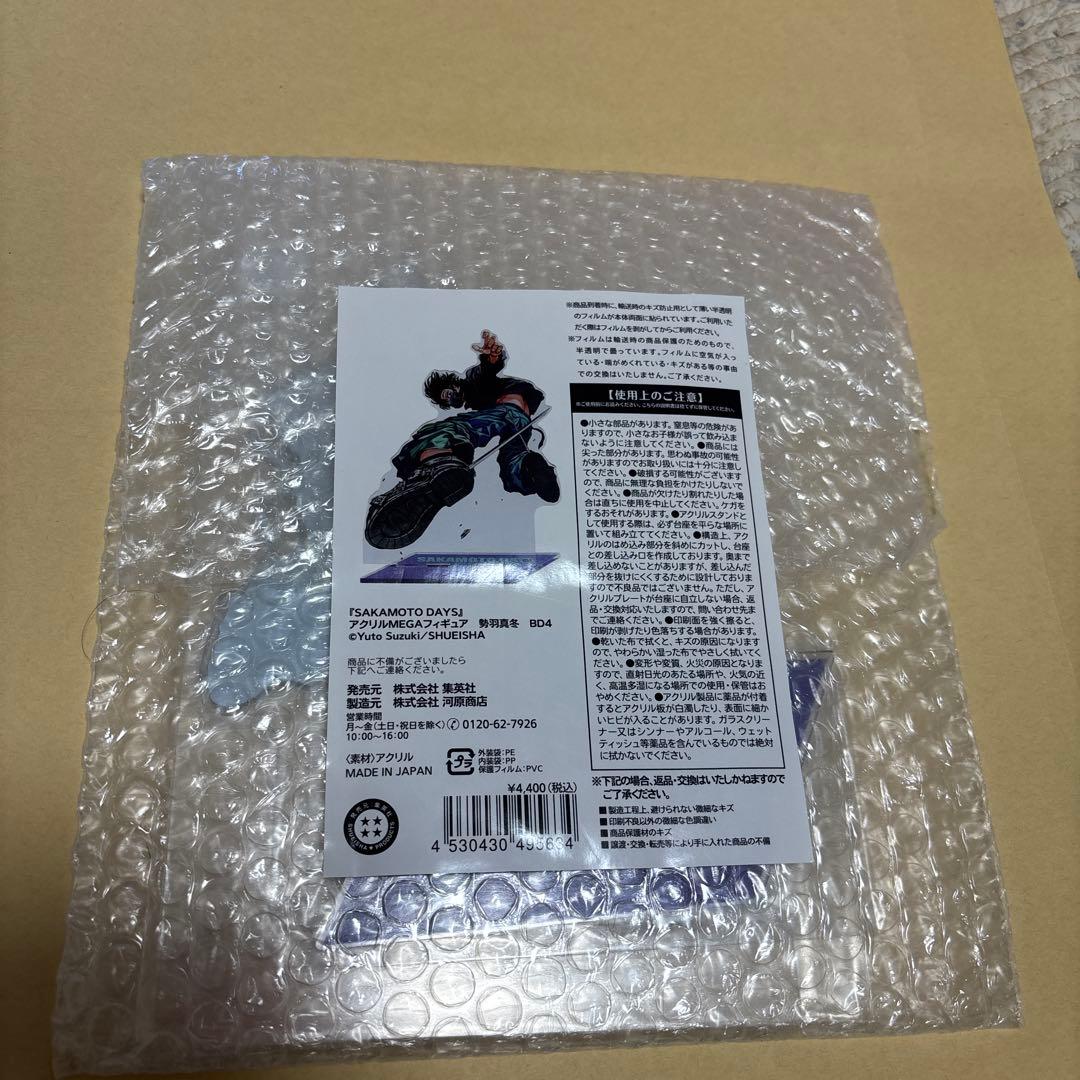 SAKAMOTO
『SAKAMOTO DAYS』
アクリルMEGAフィギュア 勢羽真冬 BD4
©Yuto Suzuki/SHUEISHA
商品に不備がございましたら
下記へご連絡ください。
発売元 株式会社 集英社
製造元 株式会社 河原商店
営業時間
月～金(土日・祝日を除く) 0120-62-7926
10:00～16:00
〈素材〉アクリル
MADE IN JAPAN
プラ
外装袋:PE
内装袋:PP
保護フィルム:PVC
¥4,400(税込)
発売元:集英社
SHUEISHA
4 530430
※商品到着時に、輸送時のキズ防止用として薄い半透明
のフィルムが本体両面に貼られています。ご利用いた
だく際はフィルムを剥がしてからご利用ください。
※フィルムは輸送時の商品保護のためのもので、
半透明で曇っています。フィルムに空気が入っ
ている・端がめくれている・キズがある等の事由
での交換はいたしません。ご了承ください。
【使用上のご注意】
※ご使用前にお読みください。こちらの説明書は捨てずに保管してください。
●小さな部品があります。窒息等の危険があ
りますので、小さなお子様が誤って飲み込ま
ないように注意してください。●商品には
尖った部分があります。思わぬ事故の可能性
がありますのでお取り扱いには十分に注意し
てください。●破損する可能性がございます
ので、商品に無理な負担をかけたりしないで
ください。●商品が欠けたり割れたりした場
合は直ちに使用を中止してください。ケガを
するおそれがあります。●アクリルスタンドと
して使用する際は、必ず台座を平らな場所に
置いて組み立ててください。●構造上、アク
リルのはめ込み部分を斜めにカットし、台座
との差し込み口を作成しております。奥まで
差し込めないことがありますが、差し込んだ
部分を抜けにくくするために設計しておりま
すので不良品ではございません。ただし、ア
クリルプレートが台座に自立しない場合、返
品・交換対応いたしますので、問い合わせ先ま
でご連絡ください。●印刷面を強く擦ると、
印刷が剥げたり色落ちする場合があります。
●乾いた布で拭くと、キズの原因になります
ので、やわらかい湿った布でやさしく拭いてく
ださい。●変形や変質、火災の原因となりま
すので、直射日光のあたる場所や、火気の近
く、高温多湿になる場所での使用・保管はお
やめください。●アクリル製品に薬品が付着
するとアクリル板が白濁したり、表面に細か
いヒビが入ることがあります。ガラスクリー
ナー又はシンナーやアルコール、ウェット
ティッシュ等薬品を含んでいるものでは絶対
に拭かないでください。
※下記の場合、返品・交換はいたしかねますので
ご了承ください。
■製造工程上、避けられない微細なキズ
■印刷不良以外の微細な色調違い
■商品保護材のキズ
■譲渡・交換・転売等により手に入れた商品の不備